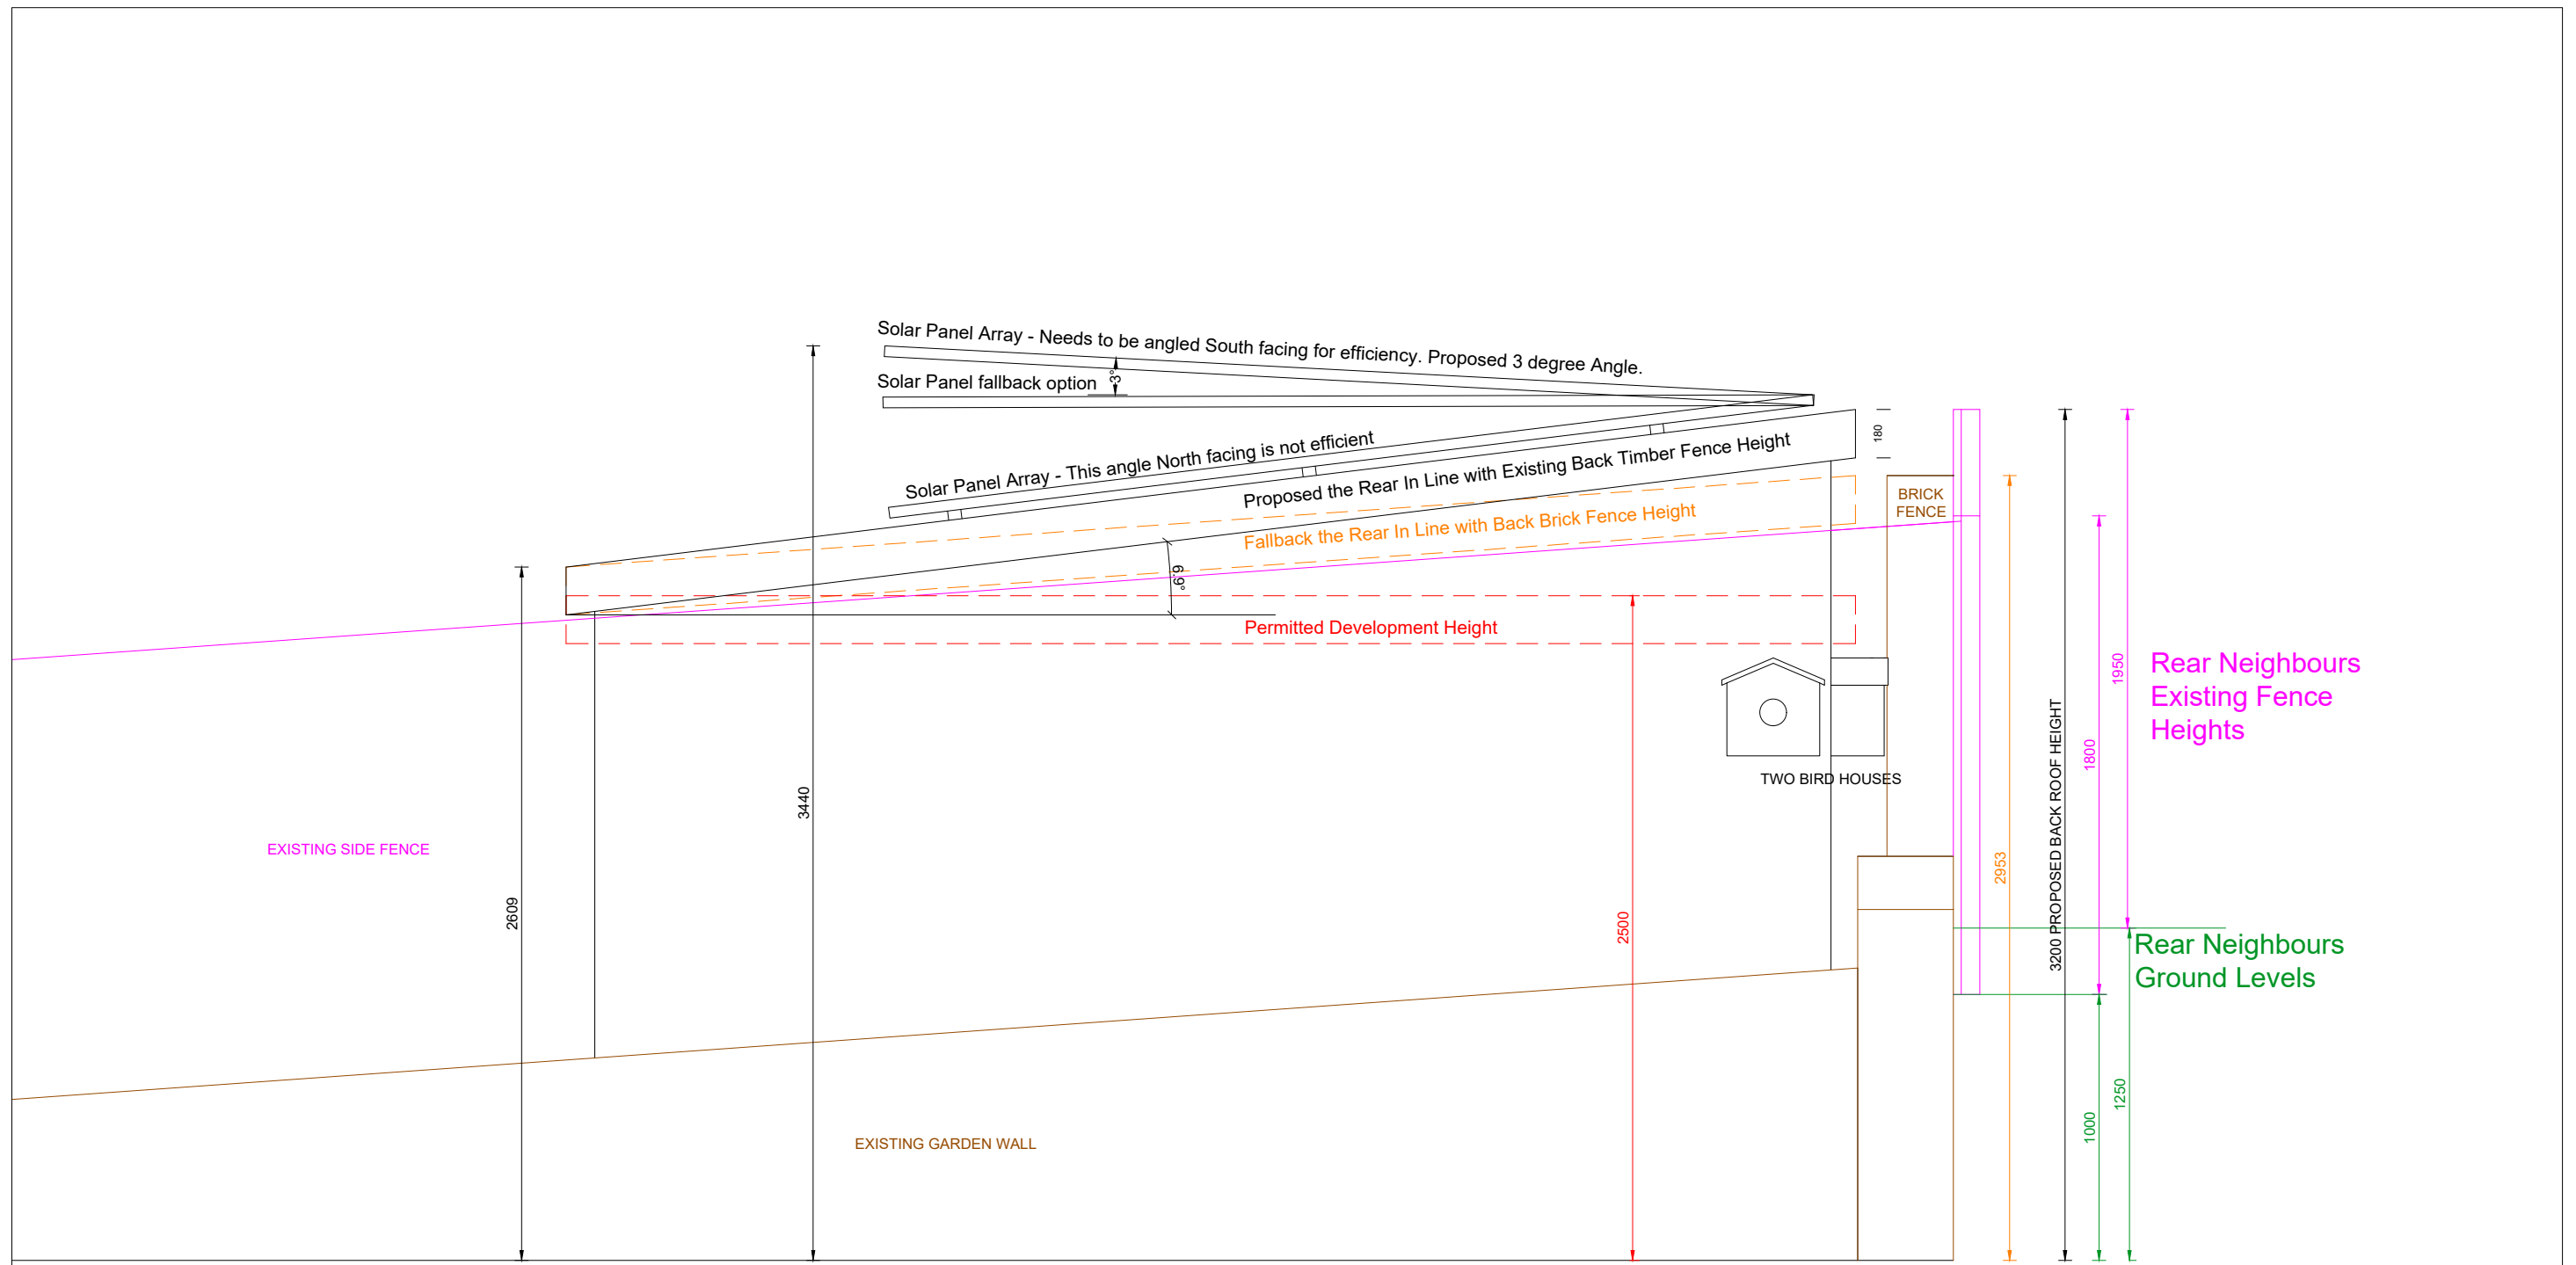 Solar Panel Array - Needs to be angled South facing for efficiency. Proposed 3 degree Angle.
3°
Solar Panel fallback option
Solar Panel Array - This angle North facing is not efficient
Proposed the Rear In Line with Existing Back Timber Fence Height
180
BRICK
FENCE
Fallback the Rear In Line with Back Brick Fence Height
6.9°
Permitted Development Height
TWO BIRD HOUSES
EXISTING SIDE FENCE
EXISTING GARDEN WALL
2609
3440
2500
2953
3200 PROPOSED BACK ROOF HEIGHT
1800
1950
1000
1250
Rear Neighbours
Existing Fence
Heights
Rear Neighbours
Ground Levels